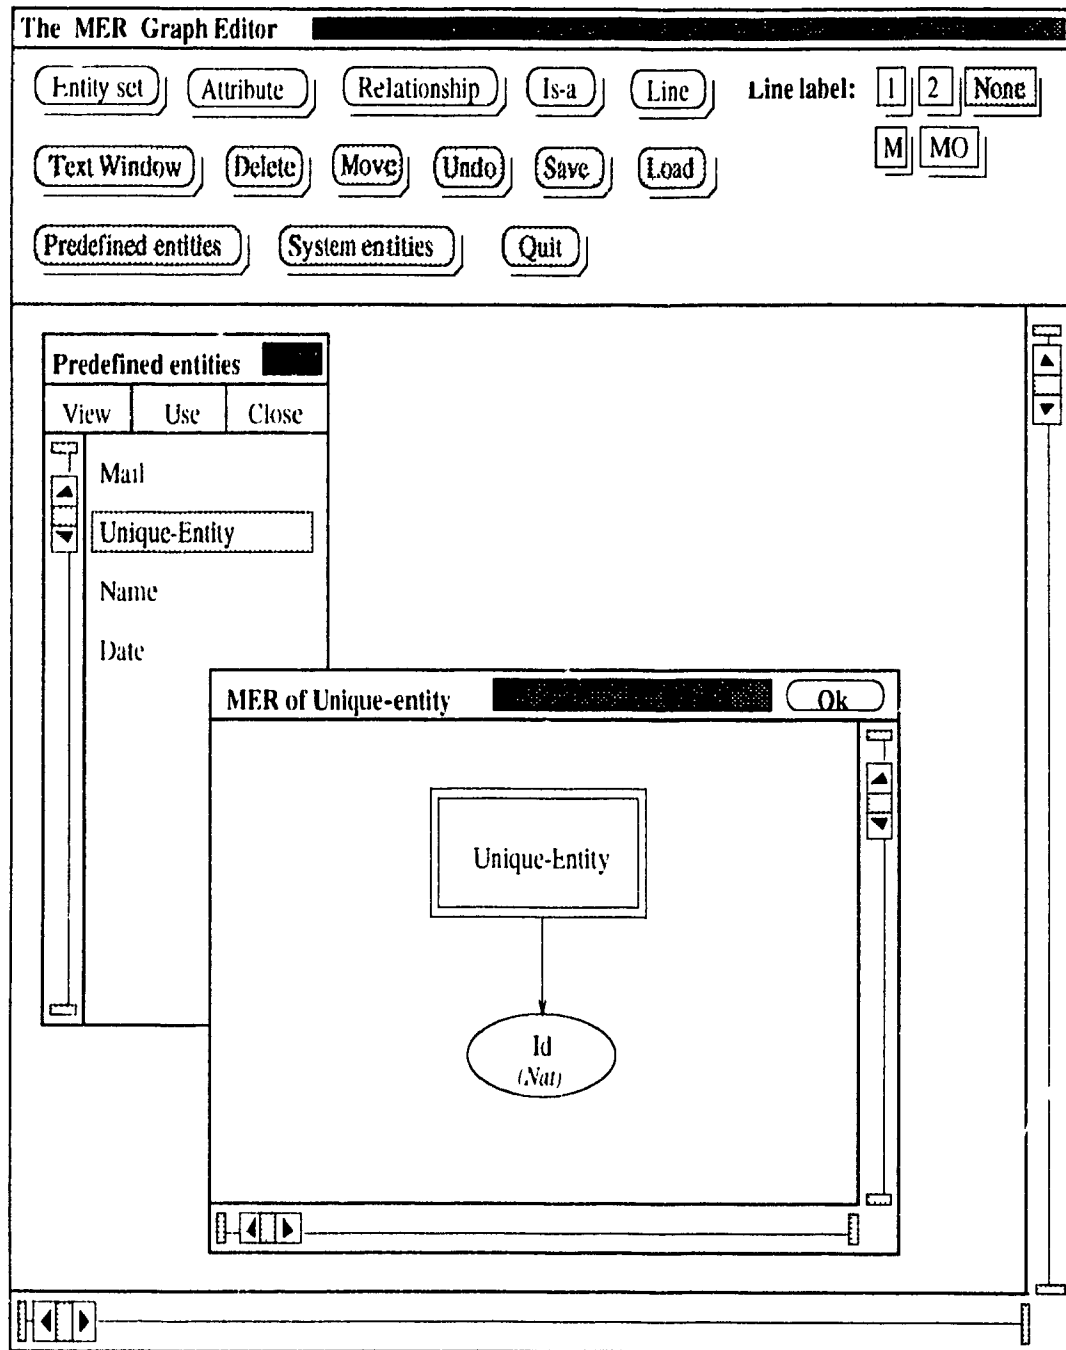 The MER Graph Editor
Entity set Attribute Relationship Is-a Line Line label: 1 2 None
M MO
Text Window Delete Move Undo Save Load
Predefined entities System entities Quit
Predefined entities
View Use Close
Mail
Unique-Entity
Name
Date
MER of Unique-entity Ok
Unique-Entity
Id
(Nat)